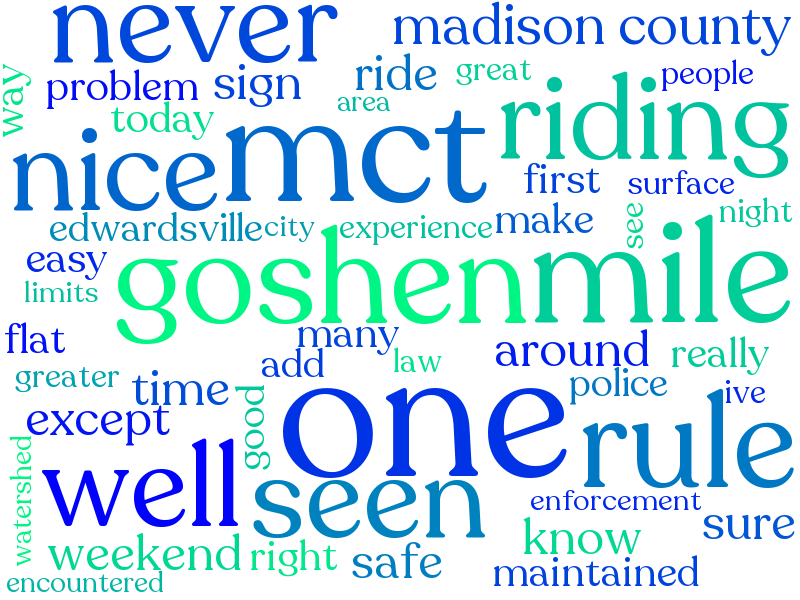 never
madison county
way
problem
sign
ride
great
people
area
today
riding
nice
mct
first
surface
edwardsville
city
experience
make
see
night
easy
goshen
mile
limits
flat
many
around
really
greater
add
law
time
police
ive
except
good
one
rule
watershed
well
seen
enforcement
sure
weekend
right
safe
know
maintained
encountered